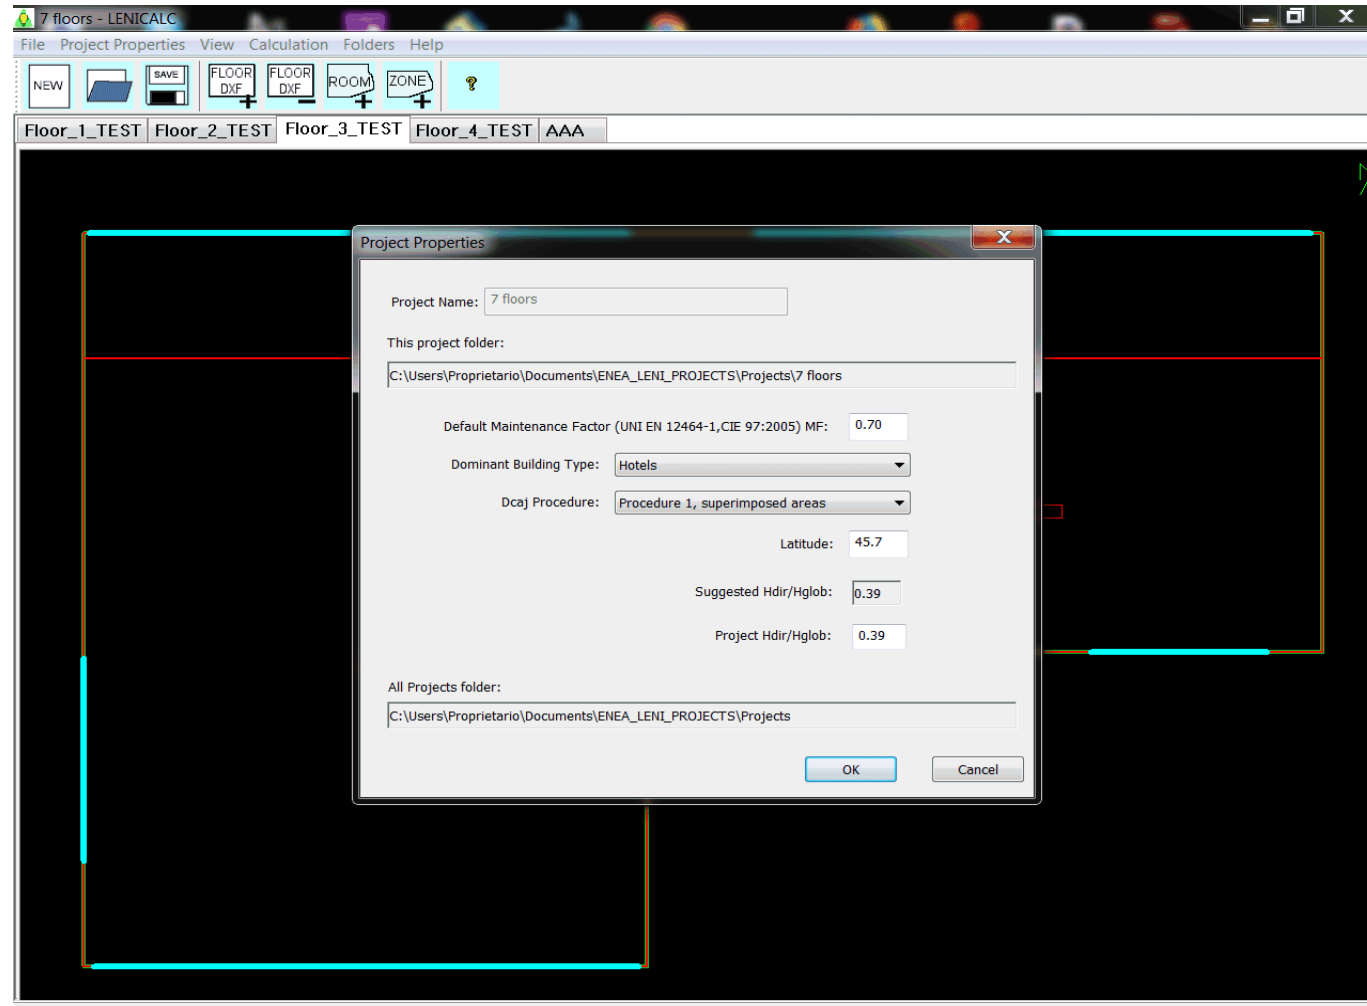 7 floors - LENICALC
File Project Properties View Calculation Folders Help
NEW
SAVE
FLOOR DXF
FLOOR DXF
ROOM
ZONE
?
Floor_1_TEST Floor_2_TEST Floor_3_TEST Floor_4_TEST AAA
Project Properties
Project Name: 7 floors
This project folder:
C:\Users\Proprietario\Documents\ENEA_LENI_PROJECTS\Projects\7 floors
Default Maintenance Factor (UNI EN 12464-1,CIE 97:2005) MF: 0.70
Dominant Building Type: Hotels
Dcaj Procedure: Procedure 1, superimposed areas
Latitude: 45.7
Suggested Hdir/Hglob: 0.39
Project Hdir/Hglob: 0.39
All Projects folder:
C:\Users\Proprietario\Documents\ENEA_LENI_PROJECTS\Projects
OK Cancel